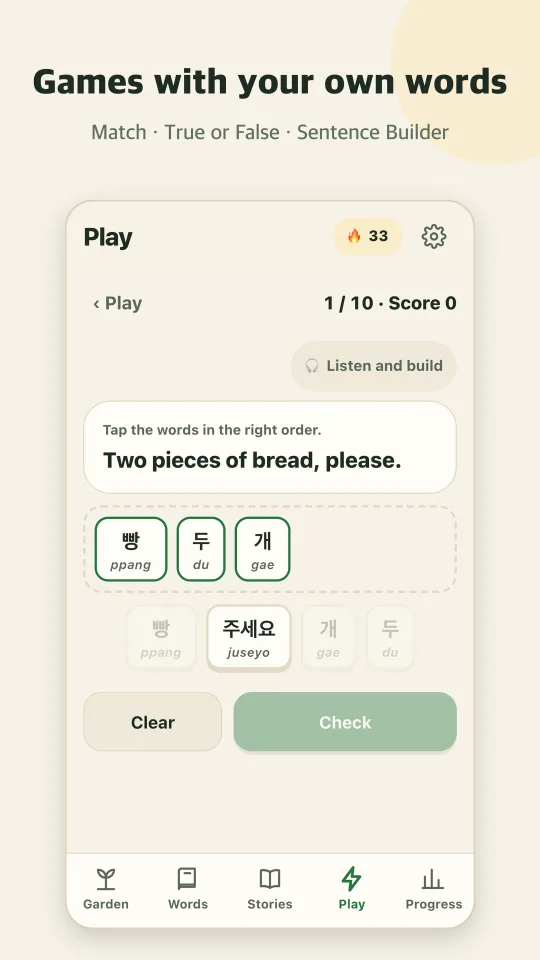 Games with your own words
Match · True or False · Sentence Builder
Play
33
‹ Play
1 / 10 · Score 0
Listen and build
Tap the words in the right order.
Two pieces of bread, please.
빵 두 개
ppang du gae
빵 주세요 개 두
ppang juseyo gae du
Clear
Check
Garden Words Stories Play Progress